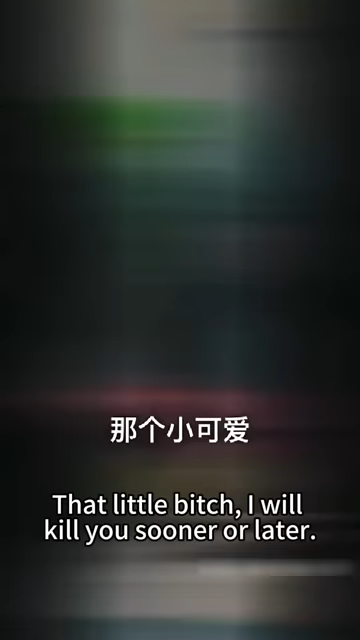 那个小可爱
That little bitch, I will
kill you sooner or later.